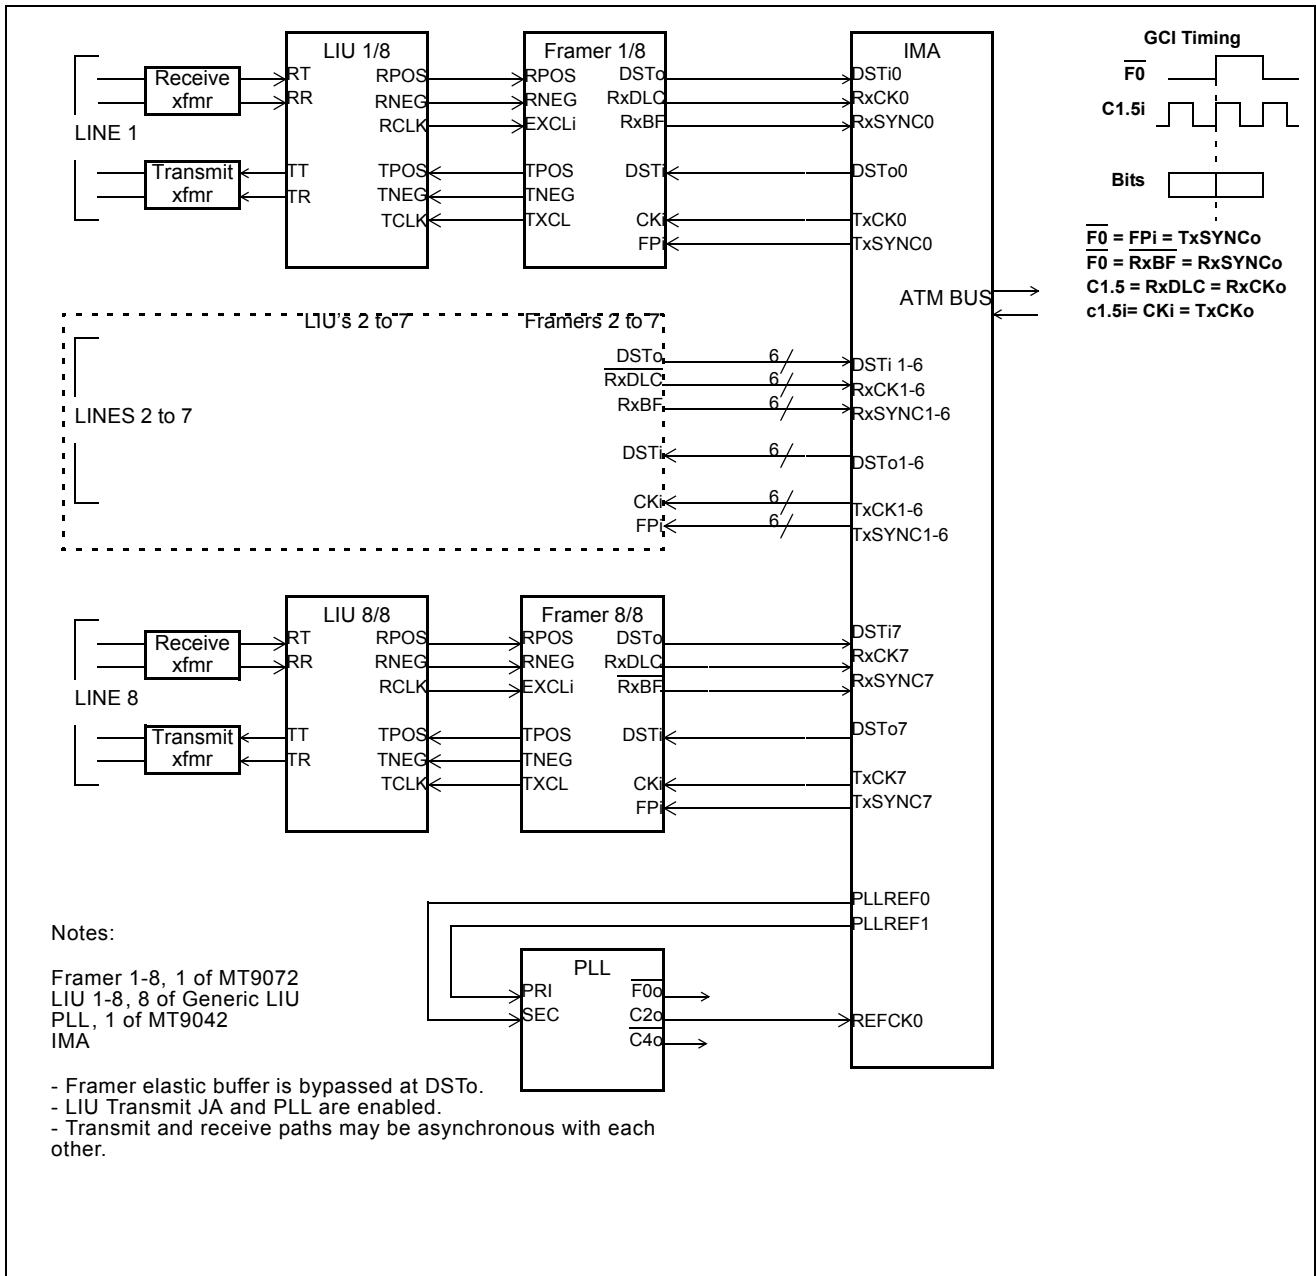 LIU 1/8
Framer 1/8
IMA
GCI Timing
LINE 1
Receive
xfmr
RT
RR
RPOS
RNEG
RCLK
RPOS
RNEG
EXCLi
DSTo
RxDLC
RxBF
DSTi0
RxCK0
RxSYNC0
Transmit
xfmr
TT
TR
TPOS
TNEG
TCLK
TPOS
TNEG
TXCL
DSTi
CKi
FPi
DSTo0
TxCK0
TxSYNC0
F0
C1.5i
Bits
F0 = FPi = TxSYNCo
F0 = RxBF = RxSYNCo
C1.5 = RxDLC = RxCKo
c1.5i= CKi = TxCKo
ATM BUS
LIU's 2 to 7
Framers 2 to 7
LINES 2 to 7
DSTo
RxDLC
RxBF
DSTi
CKi
FPi
6
6
6
6
6
6
DSTi 1-6
RxCK1-6
RxSYNC1-6
DSTo1-6
TxCK1-6
TxSYNC1-6
LIU 8/8
Framer 8/8
LINE 8
Receive
xfmr
RT
RR
RPOS
RNEG
RCLK
RPOS
RNEG
EXCLi
DSTo
RxDLC
RxBF
DSTi7
RxCK7
RxSYNC7
Transmit
xfmr
TT
TR
TPOS
TNEG
TCLK
TPOS
TNEG
TXCL
DSTi
CKi
FPi
DSTo7
TxCK7
TxSYNC7
PLLREF0
PLLREF1
PLL
PRI
SEC
F0o
C2o
C4o
REFCK0
Notes:
Framer 1-8, 1 of MT9072
LIU 1-8, 8 of Generic LIU
PLL, 1 of MT9042
IMA
- Framer elastic buffer is bypassed at DSTo.
- LIU Transmit JA and PLL are enabled.
- Transmit and receive paths may be asynchronous with each
other.